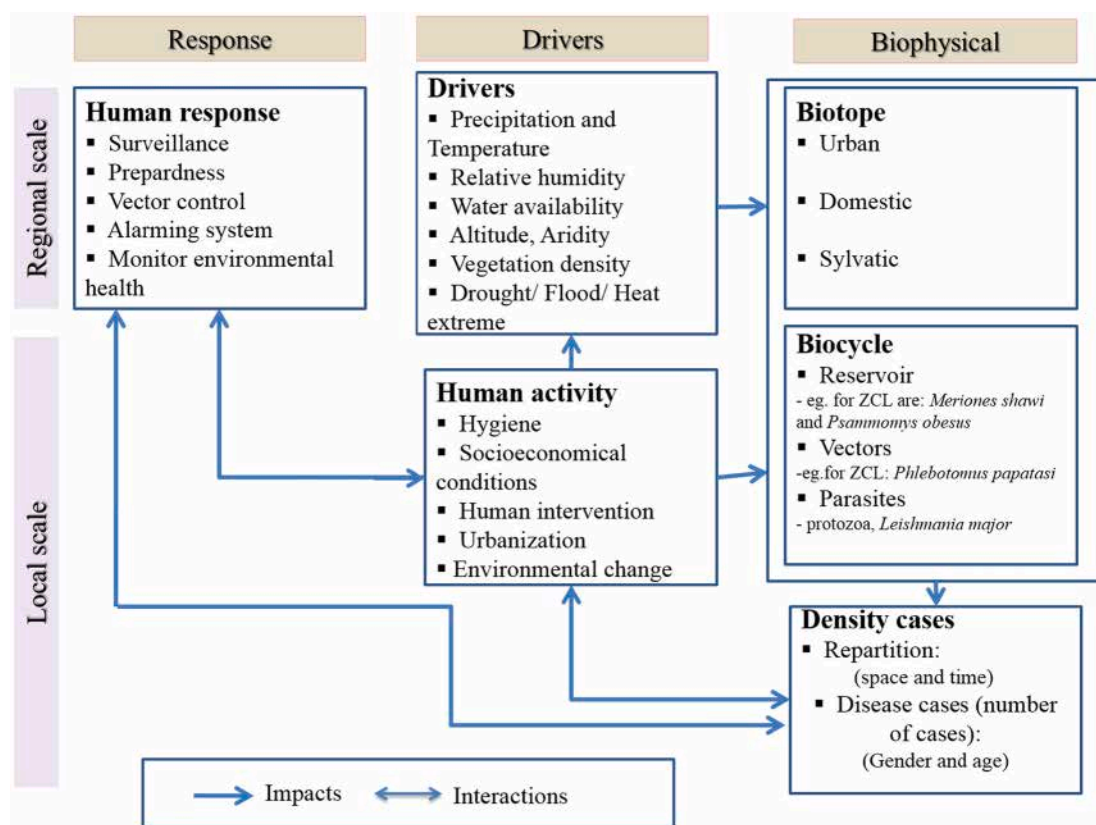 Response
Drivers
Biophysical
Regional scale
Local scale
Human response
▪ Surveillance
▪ Prepardness
▪ Vector control
▪ Alarming system
▪ Monitor environmental
health
Drivers
▪ Precipitation and
Temperature
▪ Relative humidity
▪ Water availability
▪ Altitude, Aridity
▪ Vegetation density
▪ Drought/ Flood/ Heat
extreme
Human activity
▪ Hygiene
▪ Socioeconomical
conditions
▪ Human intervention
▪ Urbanization
▪ Environmental change
Biotope
▪ Urban
▪ Domestic
▪ Sylvatic
Biocycle
▪ Reservoir
- eg. for ZCL are: Meriones shawi
and Psammomys obesus
▪ Vectors
-eg.for ZCL: Phlebotomus papatasi
▪ Parasites
- protozoa, Leishmania major
Density cases
▪ Repartition:
(space and time)
▪ Disease cases (number
of cases):
(Gender and age)
Impacts
Interactions